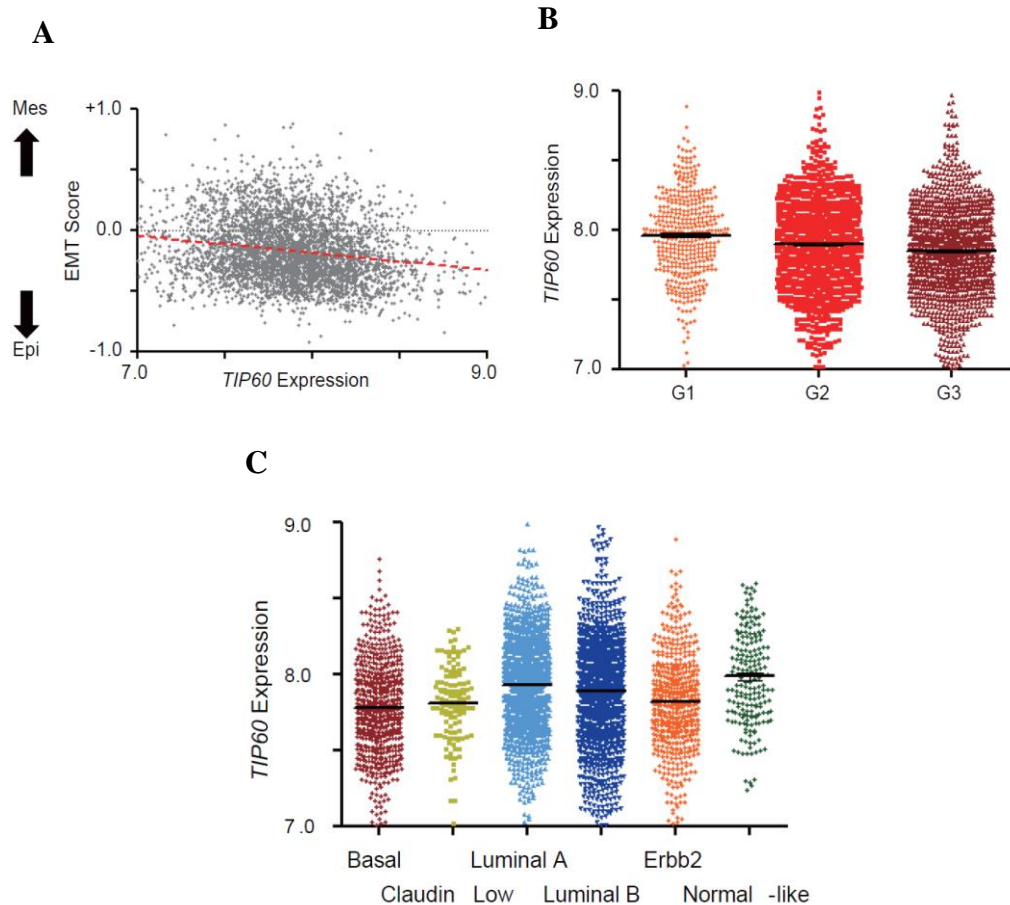 A
Mes
Epi
EMT Score
+1.0
0.0
-1.0
7.0
9.0
TIP60 Expression
B
TIP60 Expression
9.0
8.0
7.0
G1
G2
G3
C
TIP60 Expression
9.0
8.0
7.0
Basal
Luminal A
Erbb2
Claudin Low
Luminal B
Normal -like